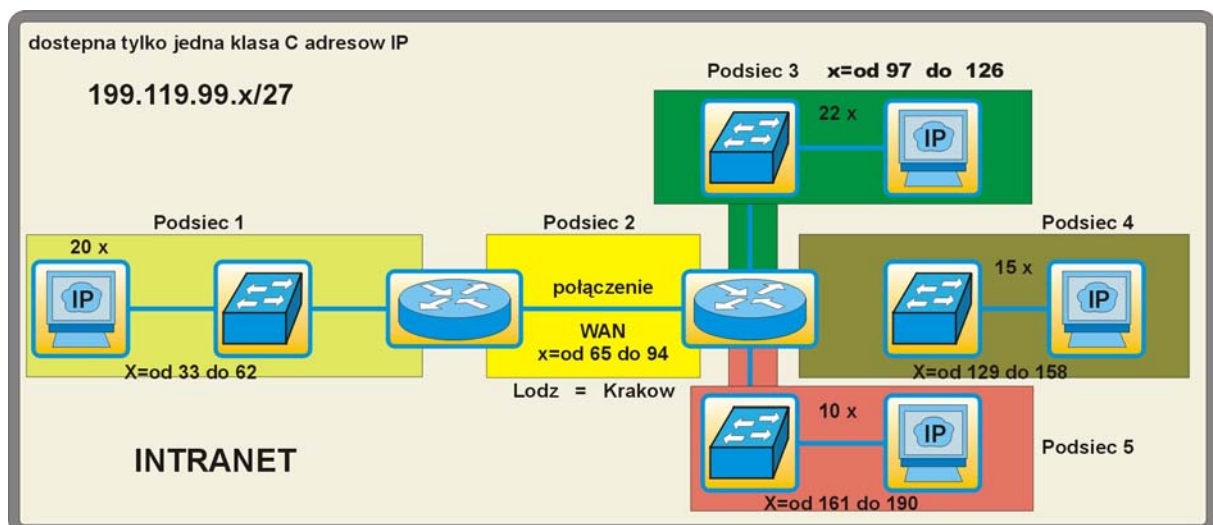 dostepna tylko jedna klasa C adresow IP
199.119.99.x/27
Podsiec 3 x=od 97 do 126
22 x
IP
Podsiec 1
20 x
IP
X=od 33 do 62
Podsiec 2
połączenie
WAN
x=od 65 do 94
Lodz = Krakow
Podsiec 4
15 x
IP
X=od 129 do 158
10 x
IP
Podsiec 5
X=od 161 do 190
INTRANET